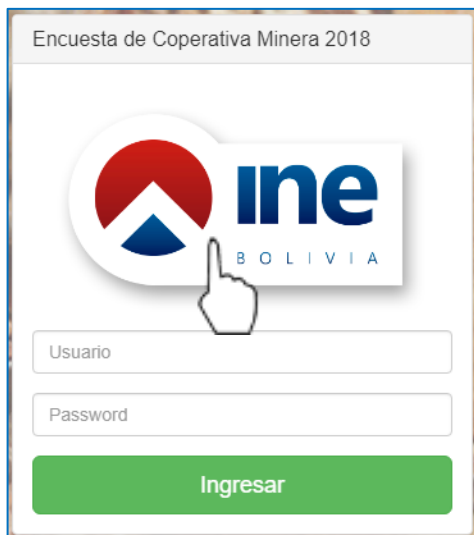 Encuesta de Coperativa Minera 2018
ine
BOLIVIA
Usuario
Password
Ingresar